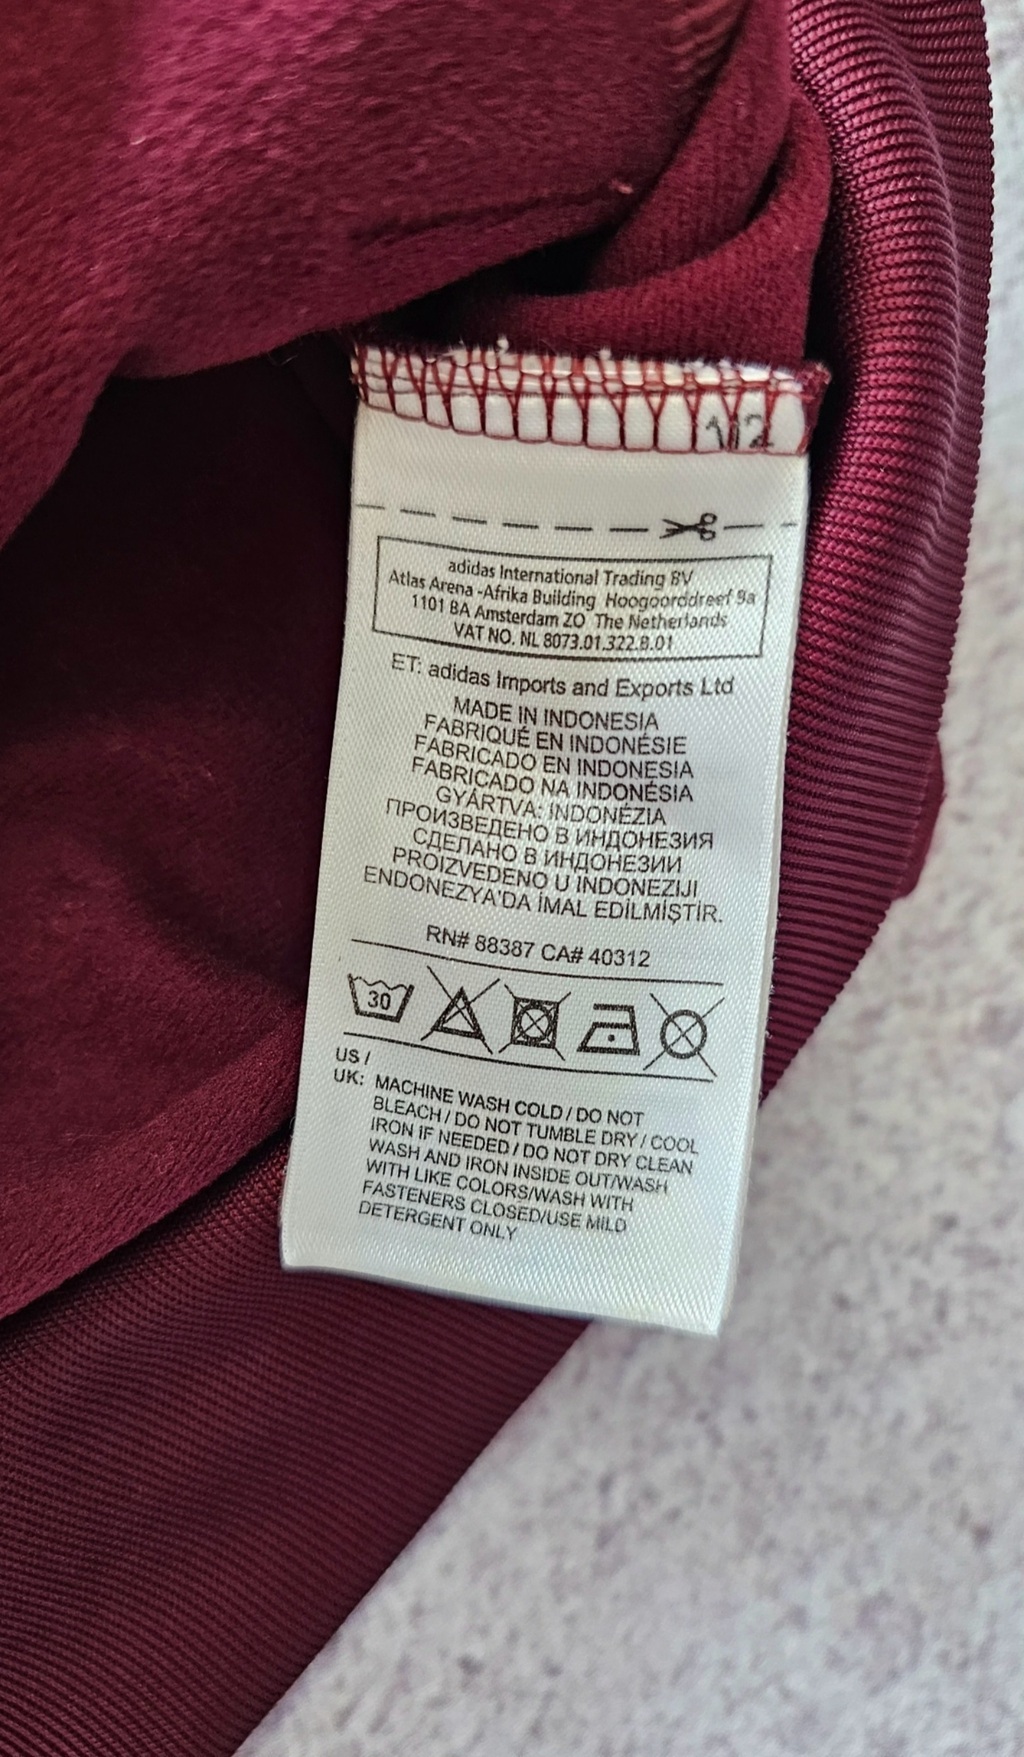 1/2
adidas International Trading BV
Atlas Arena -Afrika Building Hoogoorddreef 9a
1101 BA Amsterdam ZO The Netherlands
VAT NO. NL 8073.01.322.B.01
ET: adidas Imports and Exports Ltd
MADE IN INDONESIA
FABRIQUÉ EN INDONÉSIE
FABRICADO EN INDONESIA
FABRICADO NA INDONÉSIA
GYÁRTVA: INDONÉZIA
ПРОИЗВЕДЕНО В ИНДОНЕЗИЯ
СДЕЛАНО В ИНДОНЕЗИИ
PROIZVEDENO U INDONEZIJI
ENDONEZYA'DA İMAL EDİLMİŞTİR.
RN# 88387 CA# 40312
30
US /
UK: MACHINE WASH COLD / DO NOT
BLEACH / DO NOT TUMBLE DRY / COOL
IRON IF NEEDED / DO NOT DRY CLEAN
WASH AND IRON INSIDE OUT/WASH
WITH LIKE COLORS/WASH WITH
FASTENERS CLOSED/USE MILD
DETERGENT ONLY